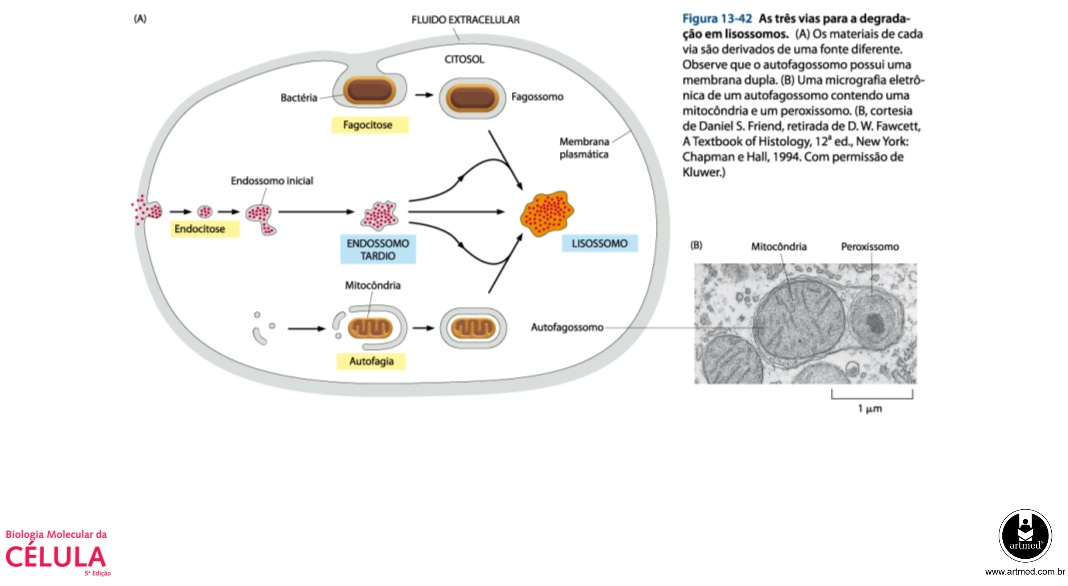 (A)
FLUIDO EXTRACELULAR
CITOSOL
Bactéria
Fagossomo
Fagocitose
Membrana
plasmática
Endossomo inicial
Endocitose
ENDOSSOMO
TARDIO
LISOSSOMO
Mitocôndria
Autofagossomo
Autofagia
Figura 13-42 As três vias para a degrada-
ção em lisossomos. (A) Os materiais de cada
via são derivados de uma fonte diferente.
Observe que o autofagossomo possui uma
membrana dupla. (B) Uma micrografia eletrô-
nica de um autofagossomo contendo uma
mitocôndria e um peroxissomo. (B, cortesia
de Daniel S. Friend, retirada de D. W. Fawcett,
A Textbook of Histology, 12ª ed., New York:
Chapman e Hall, 1994. Com permissão de
Kluwer.)
(B)
Mitocôndria
Peroxissomo
1 µm
Biologia Molecular da
CÉLULA
5ª Edição
artmed
www.artmed.com.br